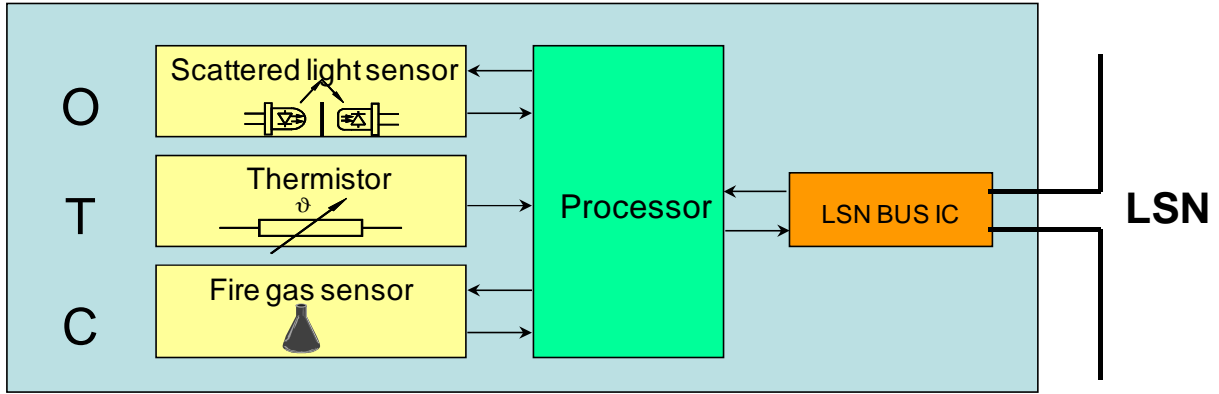 O
Scattered light sensor
T
Thermistor
ϑ
C
Fire gas sensor
Processor
LSN BUS IC
LSN